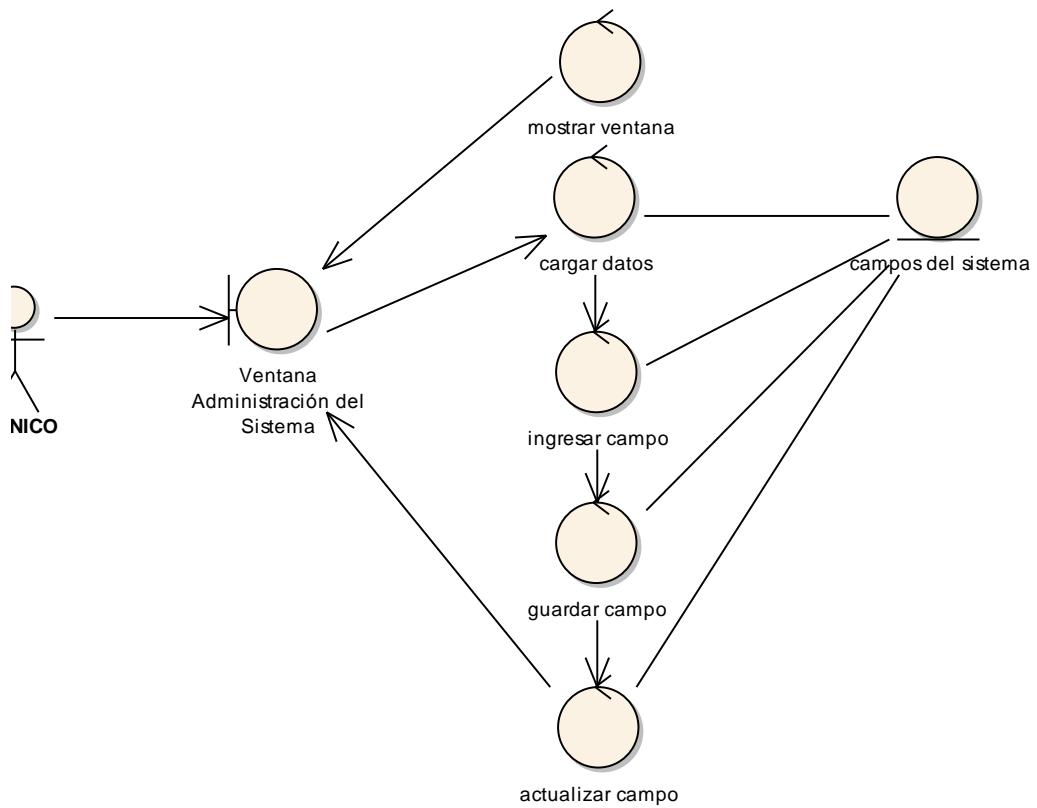 mostrar ventana
cargar datos
campos del sistema
Ventana
Administración del
Sistema
NICO
ingresar campo
guardar campo
actualizar campo